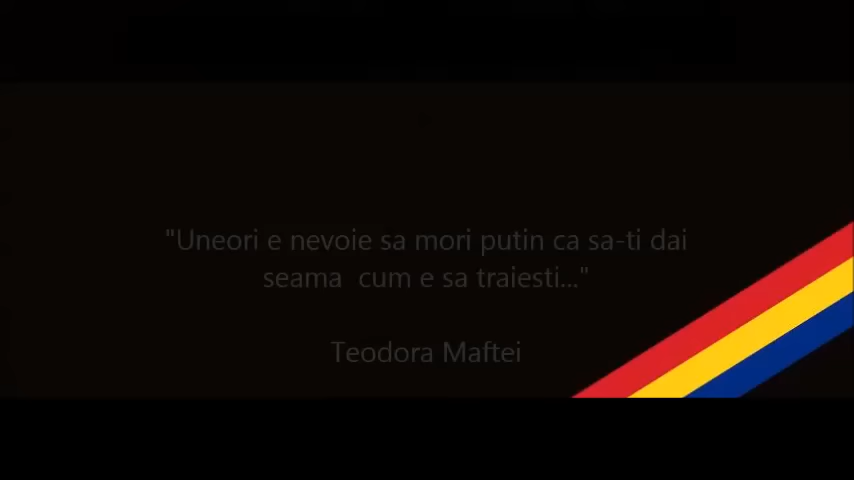 "Uneori e nevoie sa mori putin ca sa-ti dai
seama  cum e sa traiesti..."
Teodora Maftei